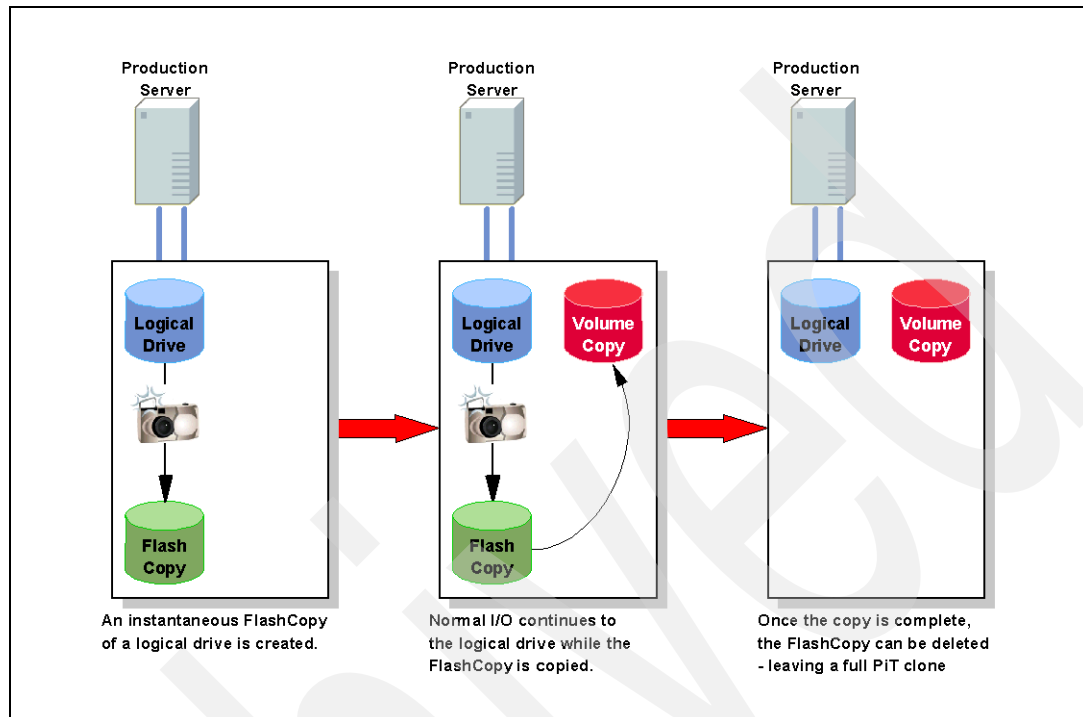 Production
Server
Production
Server
Production
Server
Logical
Drive
Flash
Copy
Logical
Drive
Volume
Copy
Flash
Copy
Logical
Drive
Volume
Copy
An instantaneous FlashCopy
of a logical drive is created.
Normal I/O continues to
the logical drive while the
FlashCopy is copied.
Once the copy is complete,
the FlashCopy can be deleted
- leaving a full PiT clone